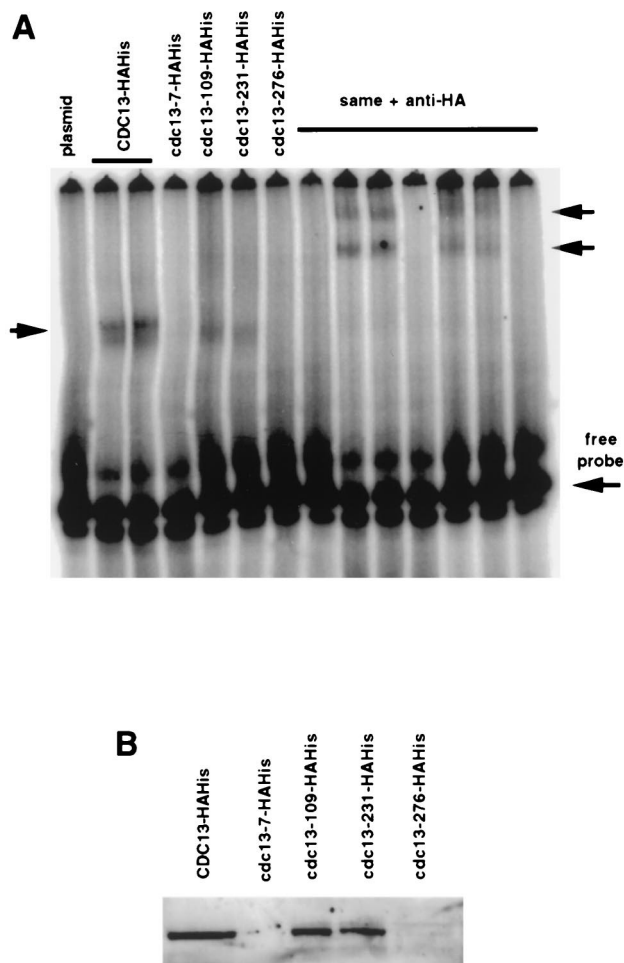 A
plasmid
CDC13-HAHis
cdc13-7-HAHis
cdc13-109-HAHis
cdc13-231-HAHis
cdc13-276-HAHis
same + anti-HA
free
probe
B
CDC13-HAHis
cdc13-7-HAHis
cdc13-109-HAHis
cdc13-231-HAHis
cdc13-276-HAHis